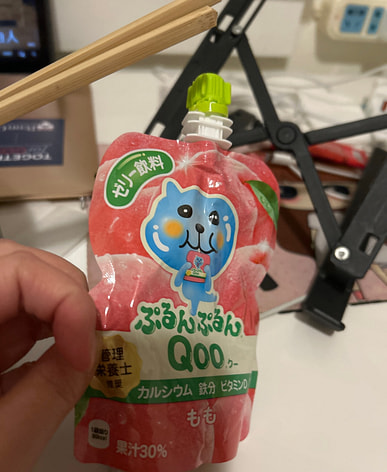 TOGETHER
ゼリー飲料
ぷるんぷるん
Qoo クー
管理
栄養士
推奨
カルシウム 鉄分 ビタミンD
もも
果汁30%